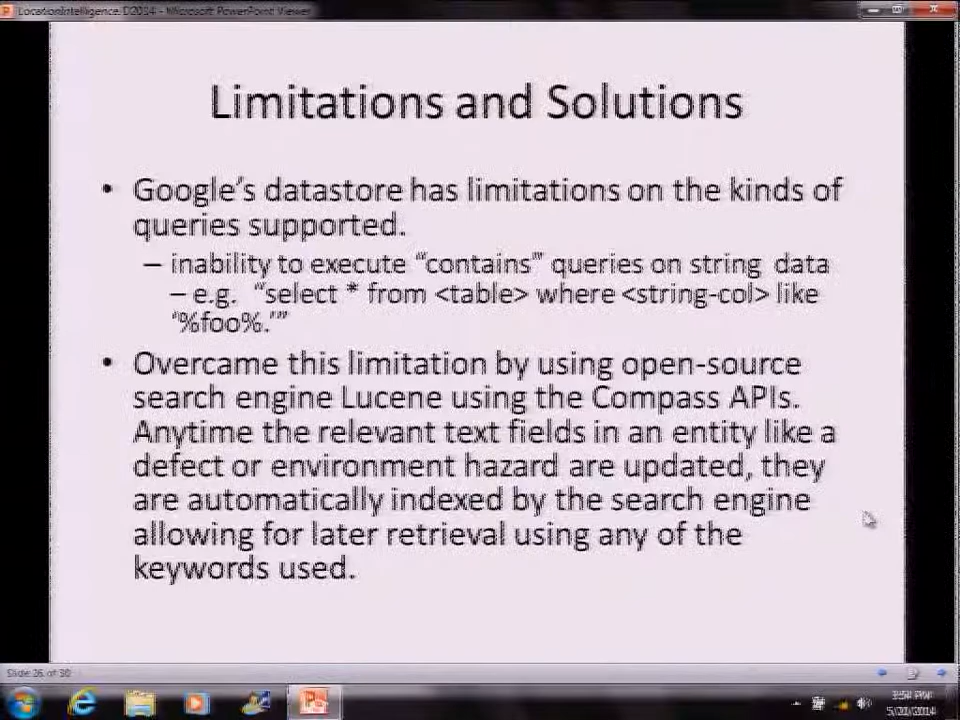 LocationIntelligence.D2014 - Microsoft PowerPoint Viewer
Limitations and Solutions
• Google's datastore has limitations on the kinds of
queries supported.
– inability to execute "contains" queries on string data
– e.g. "select * from <table> where <string-col> like
'%foo%.'"
• Overcame this limitation by using open-source
search engine Lucene using the Compass APIs.
Anytime the relevant text fields in an entity like a
defect or environment hazard are updated, they
are automatically indexed by the search engine
allowing for later retrieval using any of the
keywords used.
Slide 26 of 30
5/20/2014